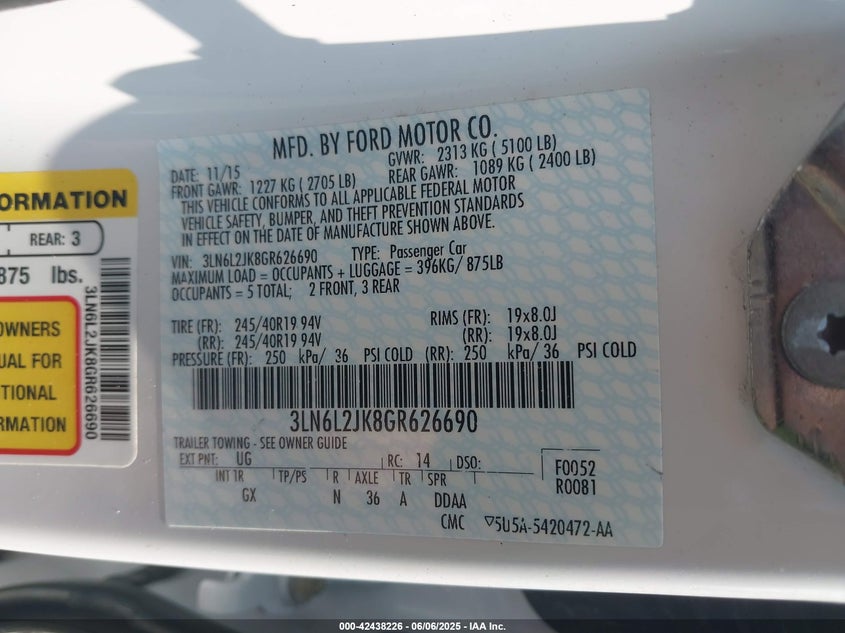 MFD. BY FORD MOTOR CO.
DATE: 11/15
GVWR: 2313 KG ( 5100 LB)
FRONT GAWR: 1227 KG ( 2705 LB)
REAR GAWR: 1089 KG ( 2400 LB)
THIS VEHICLE CONFORMS TO ALL APPLICABLE FEDERAL MOTOR
VEHICLE SAFETY, BUMPER, AND THEFT PREVENTION STANDARDS
IN EFFECT ON THE DATE OF MANUFACTURE SHOWN ABOVE.
VIN: 3LN6L2JK8GR626690 TYPE: Passenger Car
MAXIMUM LOAD = OCCUPANTS + LUGGAGE = 396KG/ 875LB
OCCUPANTS = 5 TOTAL; 2 FRONT, 3 REAR
TIRE (FR): 245/40R19 94V RIMS (FR): 19x8.0J
(RR): 245/40R19 94V (RR): 19x8.0J
PRESSURE (FR): 250 kPa/ 36 PSI COLD (RR): 250 kPa/ 36 PSI COLD
3LN6L2JK8GR626690
TRAILER TOWING - SEE OWNER GUIDE
EXT PNT: UG RC: 14 DSO: F0052
R0081
INT TR TP/PS R AXLE TR SPR
GX N 36 A DDAA
CMC ▽5U5A-5420472-AA
ORMATION
REAR: 3
875 lbs.
3LN6L2JK8GR626690
OWNERS
UAL FOR
TIONAL
RMATION
000-42438226 - 06/06/2025 - IAA Inc.